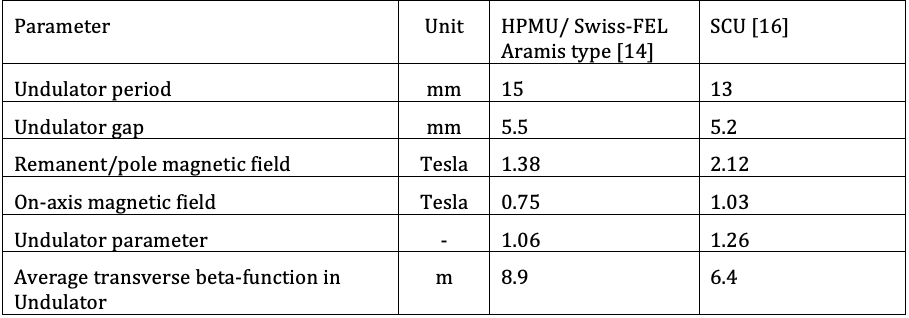 Parameter Unit HPMU/ Swiss-FEL SCU [16]
Aramis type [14]
Undulator period mm 15 13
Undulator gap mm 5.5 5.2
Remanent/pole magnetic field Tesla 1.38 2.12
On-axis magnetic field Tesla 0.75 1.03
Undulator parameter - 1.06 1.26
Average transverse beta-function in m 8.9 6.4
Undulator